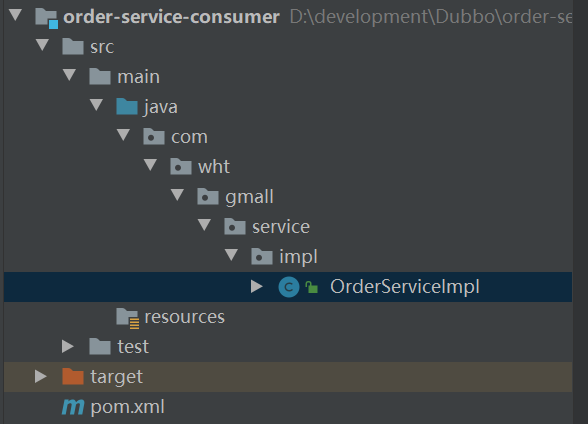 order-service-consumer D:\development\Dubbo\order-se
src
main
java
com
wht
gmall
service
impl
C OrderServiceImpl
resources
test
target
m pom.xml